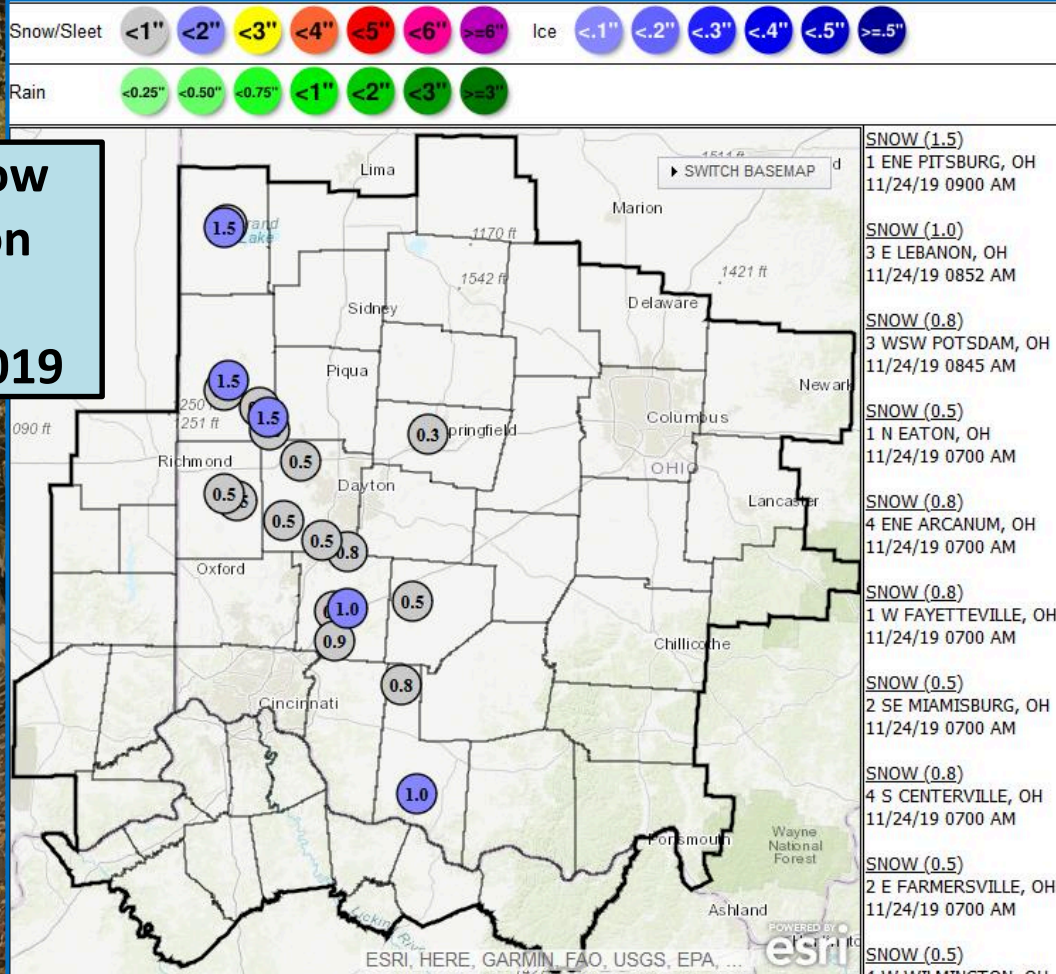 Snow/Sleet <1" <2" <3" <4" <5" <6" >=6" Ice <.1" <.2" <.3" <.4" <.5" >=.5"
Rain <0.25" <0.50" <0.75" <1" <2" <3" >=3"
ow
on
019
SWITCH BASEMAP
Lima
Marion
1170 ft
1542 ft
1421 ft
Lake
1.5
Sidney
Delaware
Piqua
1.5
Newark
1.5
Columbus
1251 ft
090 ft
0.3
pringfield
Richmond
0.5
OHIO
Dayton
0.5
Lancaster
0.5
0.5
0.8
Oxford
1.0
0.5
0.9
Chillicothe
0.8
Cincinnati
1.0
Portsmouth
Wayne
National
Forest
Ashland
POWERED BY
esri
ESRI, HERE, GARMIN, FAO, USGS, EPA, ...
SNOW (1.5)
1 ENE PITSBURG, OH
11/24/19 0900 AM
SNOW (1.0)
3 E LEBANON, OH
11/24/19 0852 AM
SNOW (0.8)
3 WSW POTSDAM, OH
11/24/19 0845 AM
SNOW (0.5)
1 N EATON, OH
11/24/19 0700 AM
SNOW (0.8)
4 ENE ARCANUM, OH
11/24/19 0700 AM
SNOW (0.8)
1 W FAYETTEVILLE, OH
11/24/19 0700 AM
SNOW (0.5)
2 SE MIAMISBURG, OH
11/24/19 0700 AM
SNOW (0.8)
4 S CENTERVILLE, OH
11/24/19 0700 AM
SNOW (0.5)
2 E FARMERSVILLE, OH
11/24/19 0700 AM
SNOW (0.5)